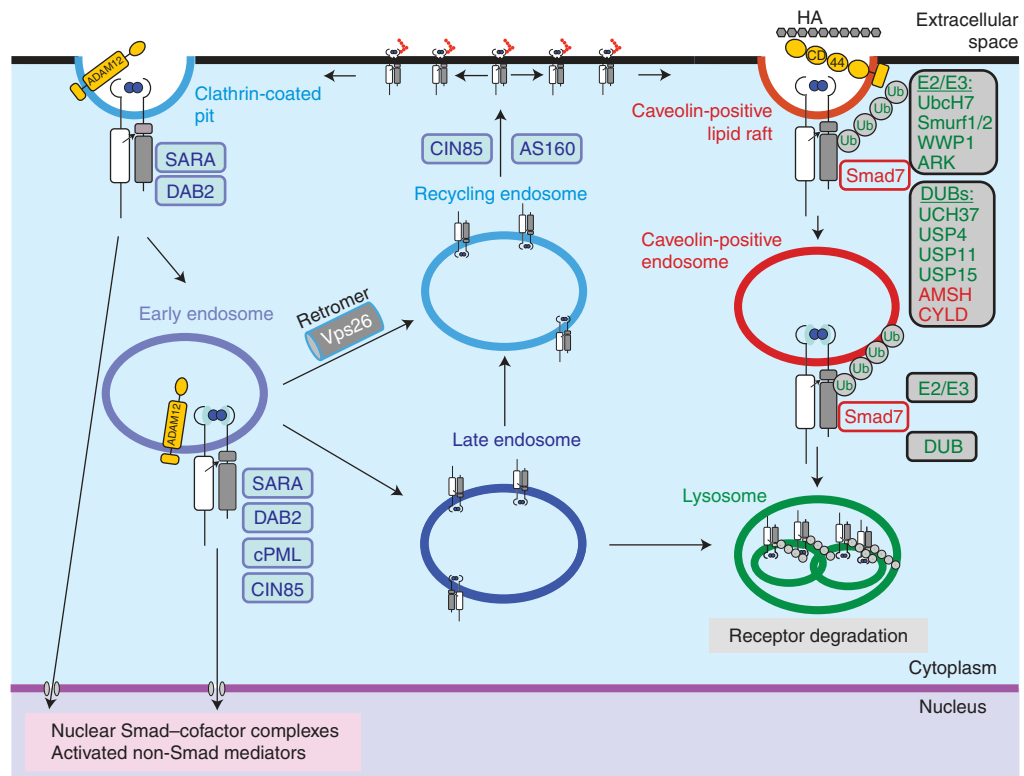 HA
Extracellular
space
ADAM12
CD
44
Clathrin-coated
pit
Caveolin-positive
lipid raft
Ub
Ub
Ub
Ub
E2/E3:
UbcH7
Smurf1/2
WWP1
ARK
SARA
DAB2
CIN85
AS160
Smad7
Recycling endosome
DUBs:
UCH37
USP4
USP11
USP15
AMSH
CYLD
Caveolin-positive
endosome
Early endosome
Retromer
Vps26
ADAM12
Ub
Ub
Ub
Ub
E2/E3
Smad7
DUB
Late endosome
SARA
DAB2
cPML
CIN85
Lysosome
Receptor degradation
Cytoplasm
Nucleus
Nuclear Smad–cofactor complexes
Activated non-Smad mediators